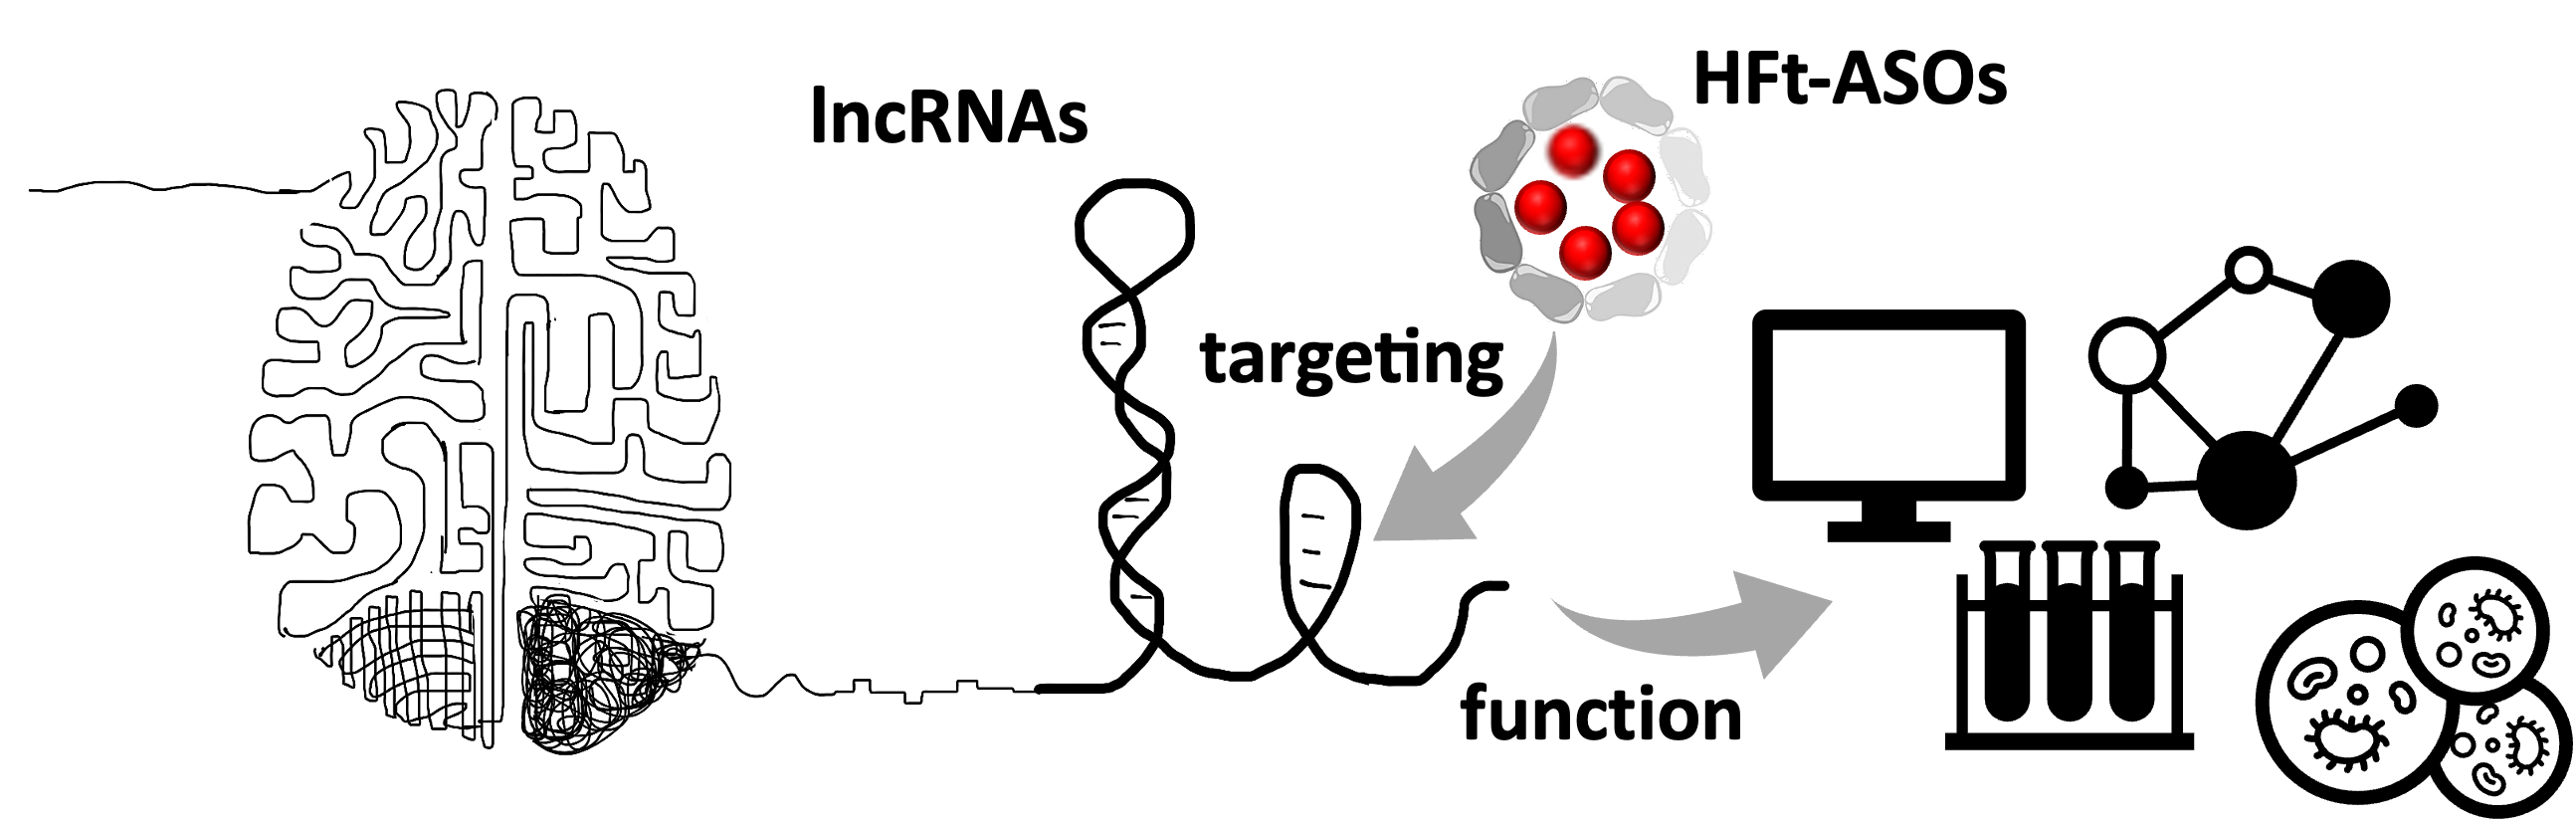 lncRNAs
HFt-ASOs
targeting
function